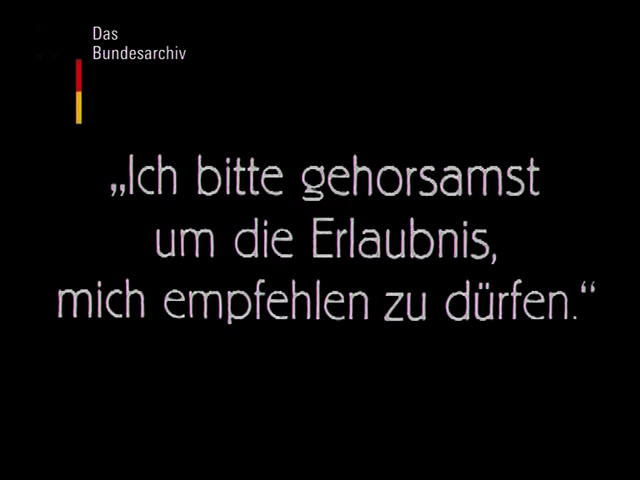 Das
Bundesarchiv
„Ich bitte gehorsamst
um die Erlaubnis,
mich empfehlen zu dürfen.“